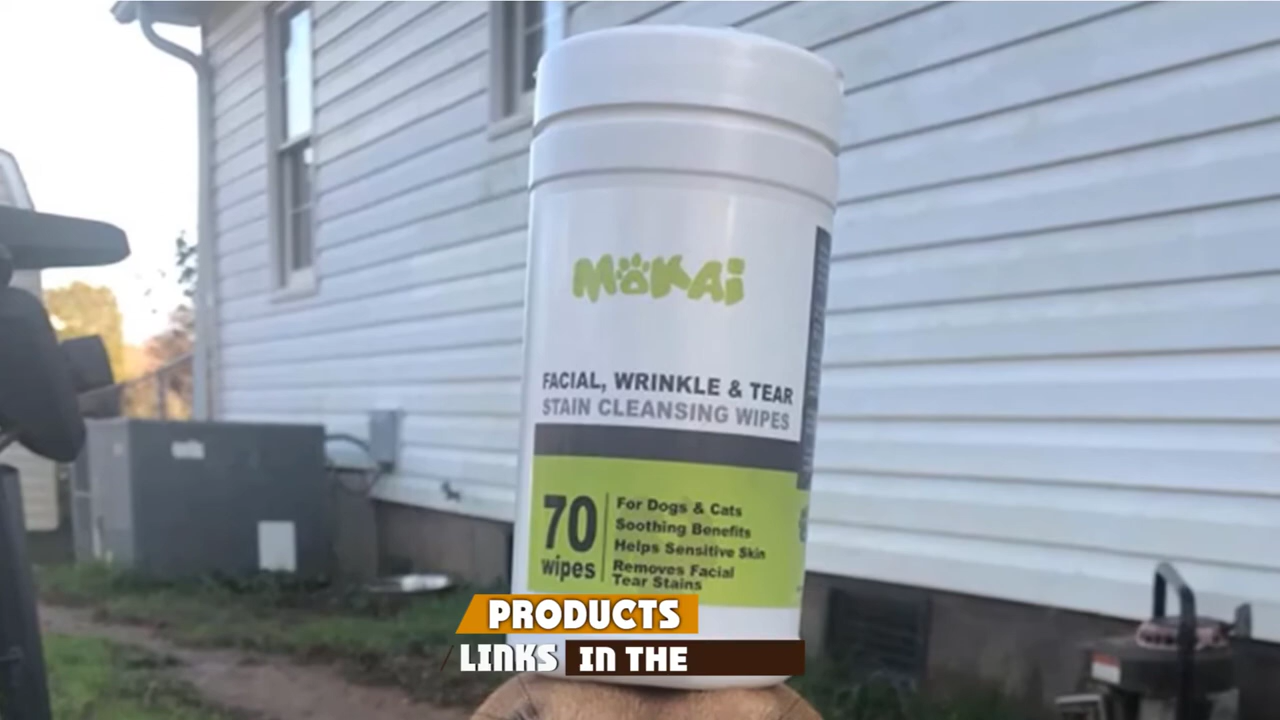 MOKAI
FACIAL, WRINKLE & TEAR
STAIN CLEANSING WIPES
70
wipes
For Dogs & Cats
Soothing Benefits
Helps Sensitive Skin
Removes Facial
Tear Stains
PRODUCTS
LINKS IN THE